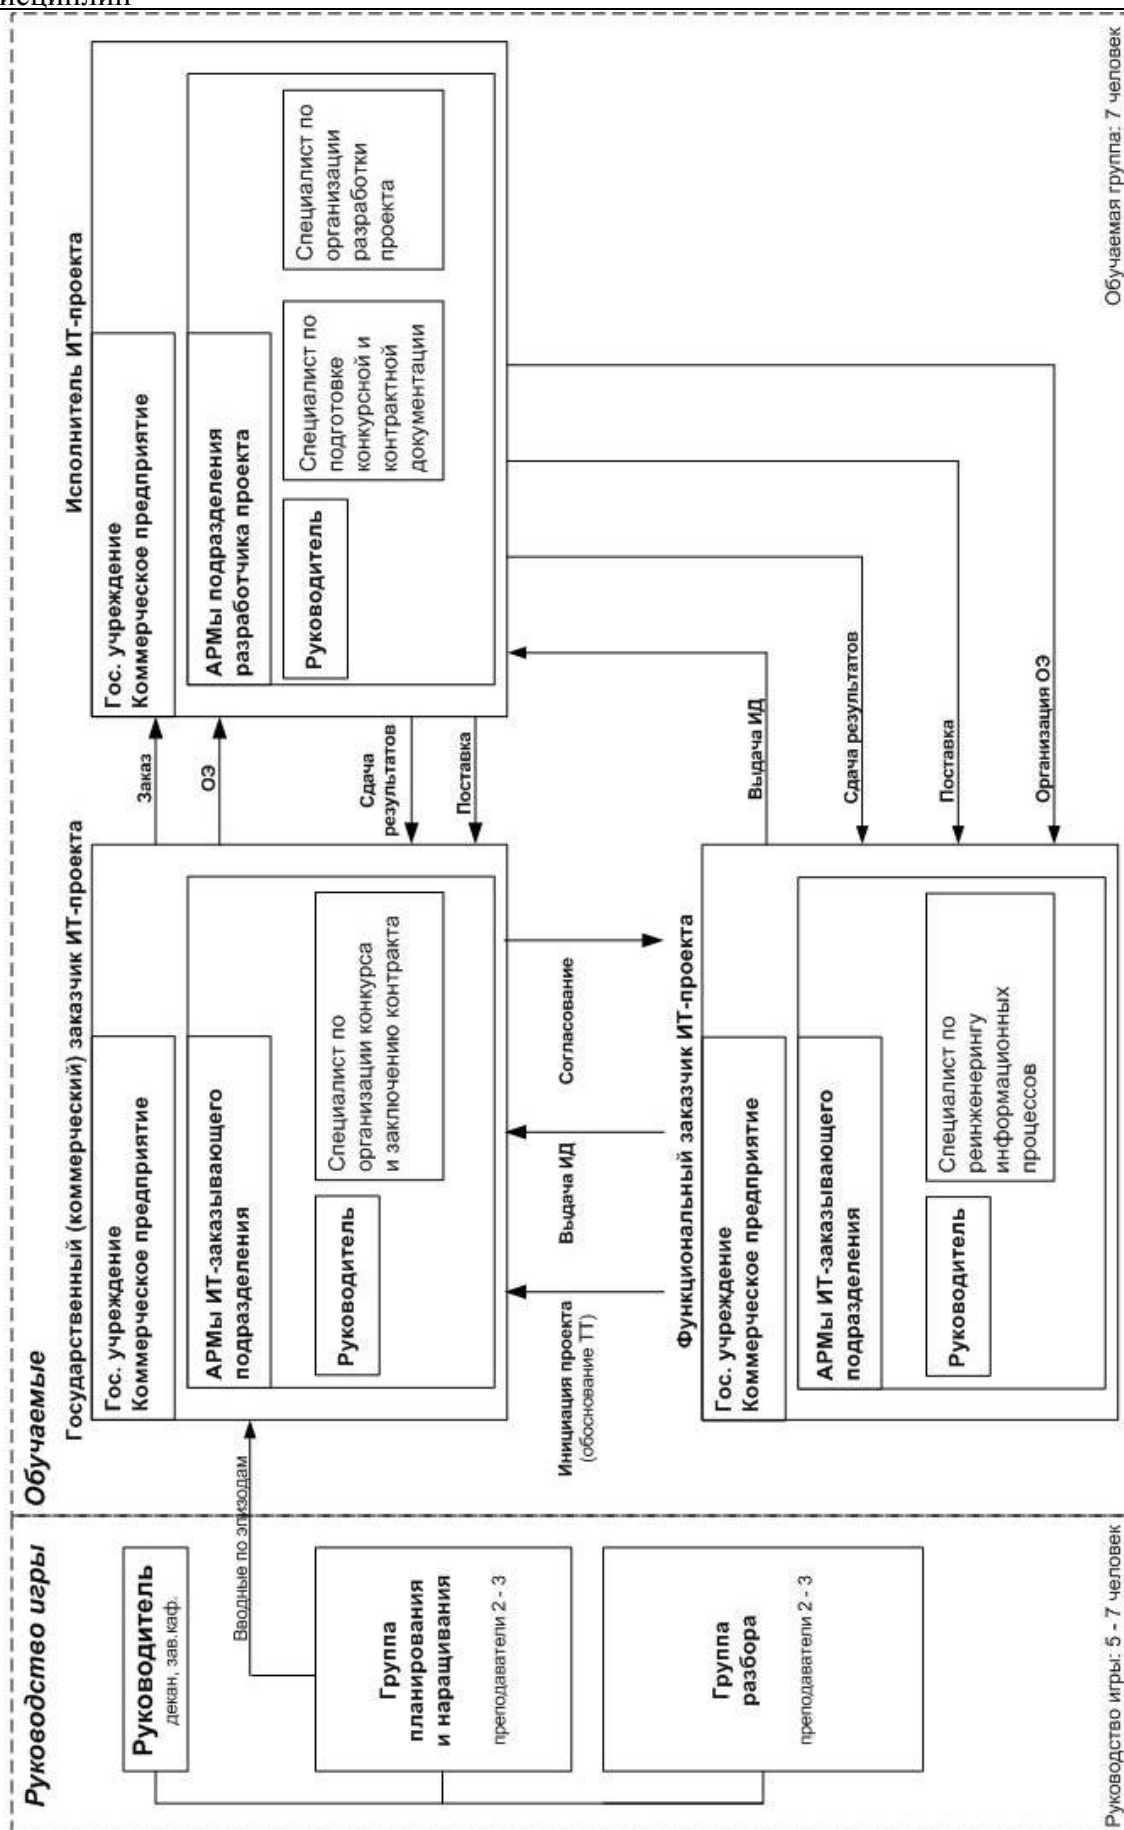 исциплин
Руководство игры
Руководитель
декан, зав.каф.
Группа
планирования
и наращивания
преподаватели 2 - 3
Группа
разбора
преподаватели 2 - 3
Руководство игры: 5 - 7 человек
Вводные по эпизодам
Обучаемые
Государственный (коммерческий) заказчик ИТ-проекта
Гос. учреждение
Коммерческое предприятие
АРМы ИТ-заказывающего
подразделения
Руководитель
Специалист по
организации конкурса
и заключению контракта
Заказ
ОЭ
Сдача
результатов
Поставка
Исполнитель ИТ-проекта
Гос. учреждение
Коммерческое предприятие
АРМы подразделения
разработчика проекта
Руководитель
Специалист по
подготовке
конкурсной и
контрактной
документации
Специалист по
организации
разработки
проекта
Инициация проекта
(обоснование ТТ)
Выдача ИД
Согласование
Функциональный заказчик ИТ-проекта
Гос. учреждение
Коммерческое предприятие
АРМы ИТ-заказывающего
подразделения
Руководитель
Специалист по
реинженерингу
информационных
процессов
Выдача ИД
Сдача результатов
Поставка
Организация ОЭ
Обучаемая группа: 7 человек